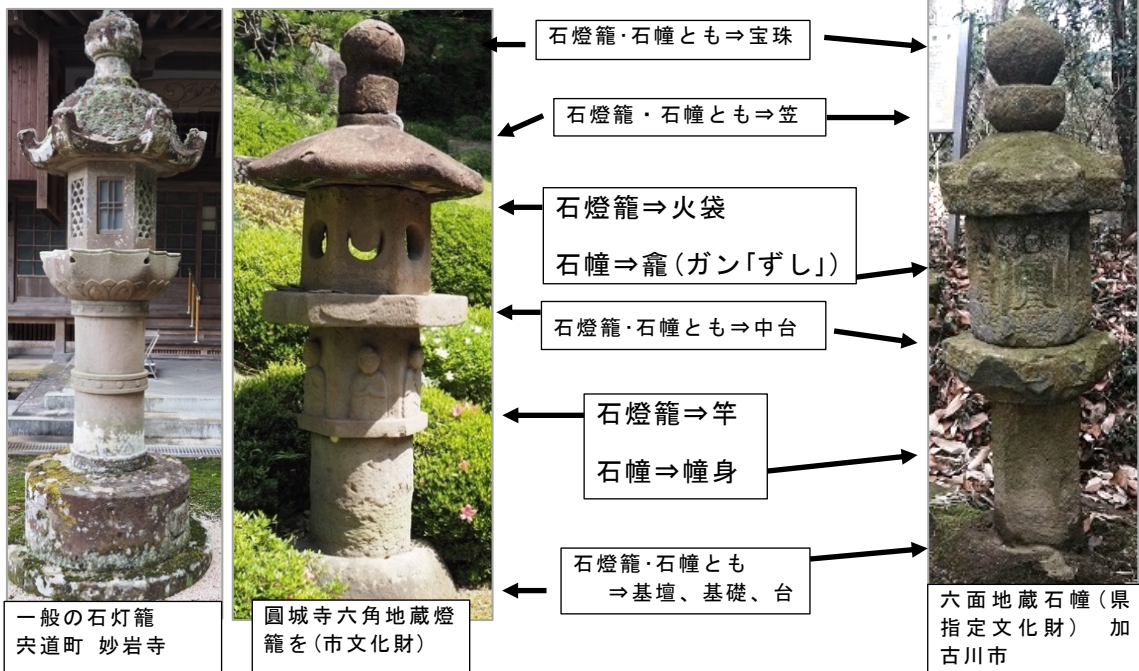 石燈籠･石幢とも⇒宝珠
石燈籠・石幢とも⇒笠
石燈籠⇒火袋
石幢⇒龕(ガン｢ずし｣)
石燈籠･石幢とも⇒中台
石燈籠⇒竿
石幢⇒幢身
石燈籠･石幢とも
⇒基壇、基礎、台
一般の石灯籠
宍道町 妙岩寺
圓城寺六角地蔵燈
籠を(市文化財)
六面地蔵石幢(県
指定文化財) 加
古川市